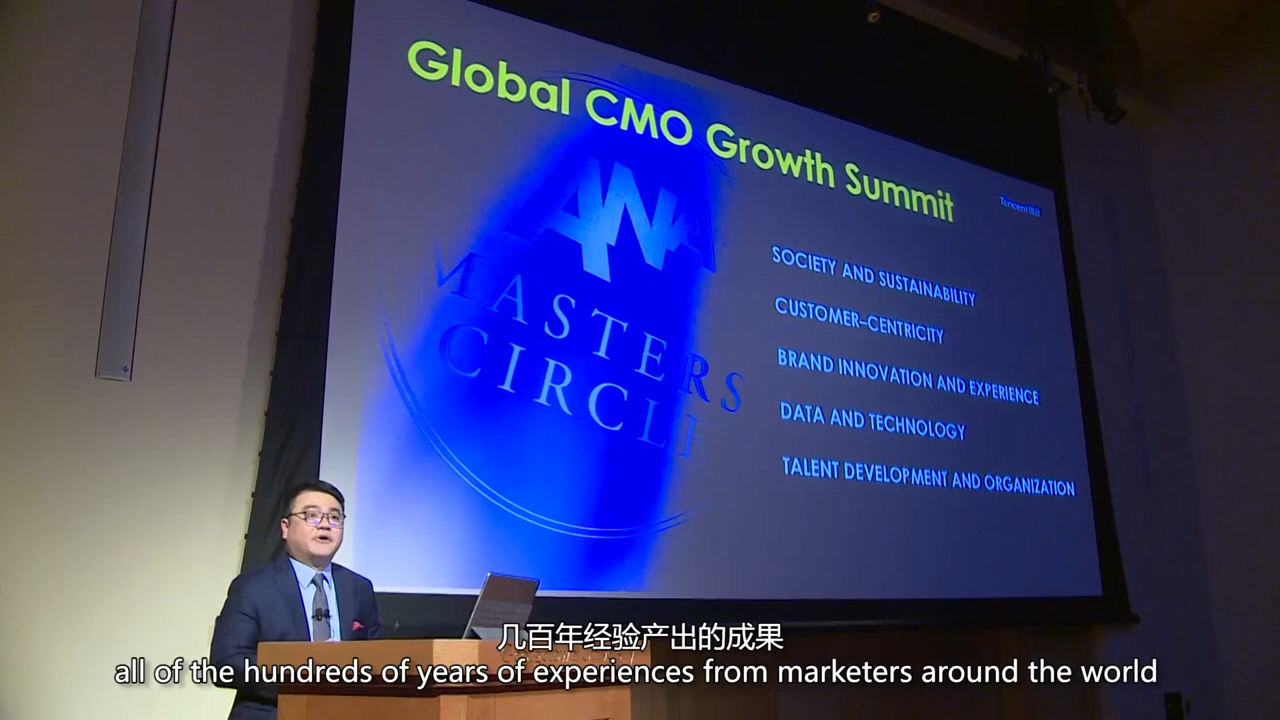 Global CMO Growth Summit
Tencent 腾讯
ANA
MASTERS
CIRCLE
SOCIETY AND SUSTAINABILITY
CUSTOMER–CENTRICITY
BRAND INNOVATION AND EXPERIENCE
DATA AND TECHNOLOGY
TALENT DEVELOPMENT AND ORGANIZATION
几百年经验产出的成果
all of the hundreds of years of experiences from marketers around the world